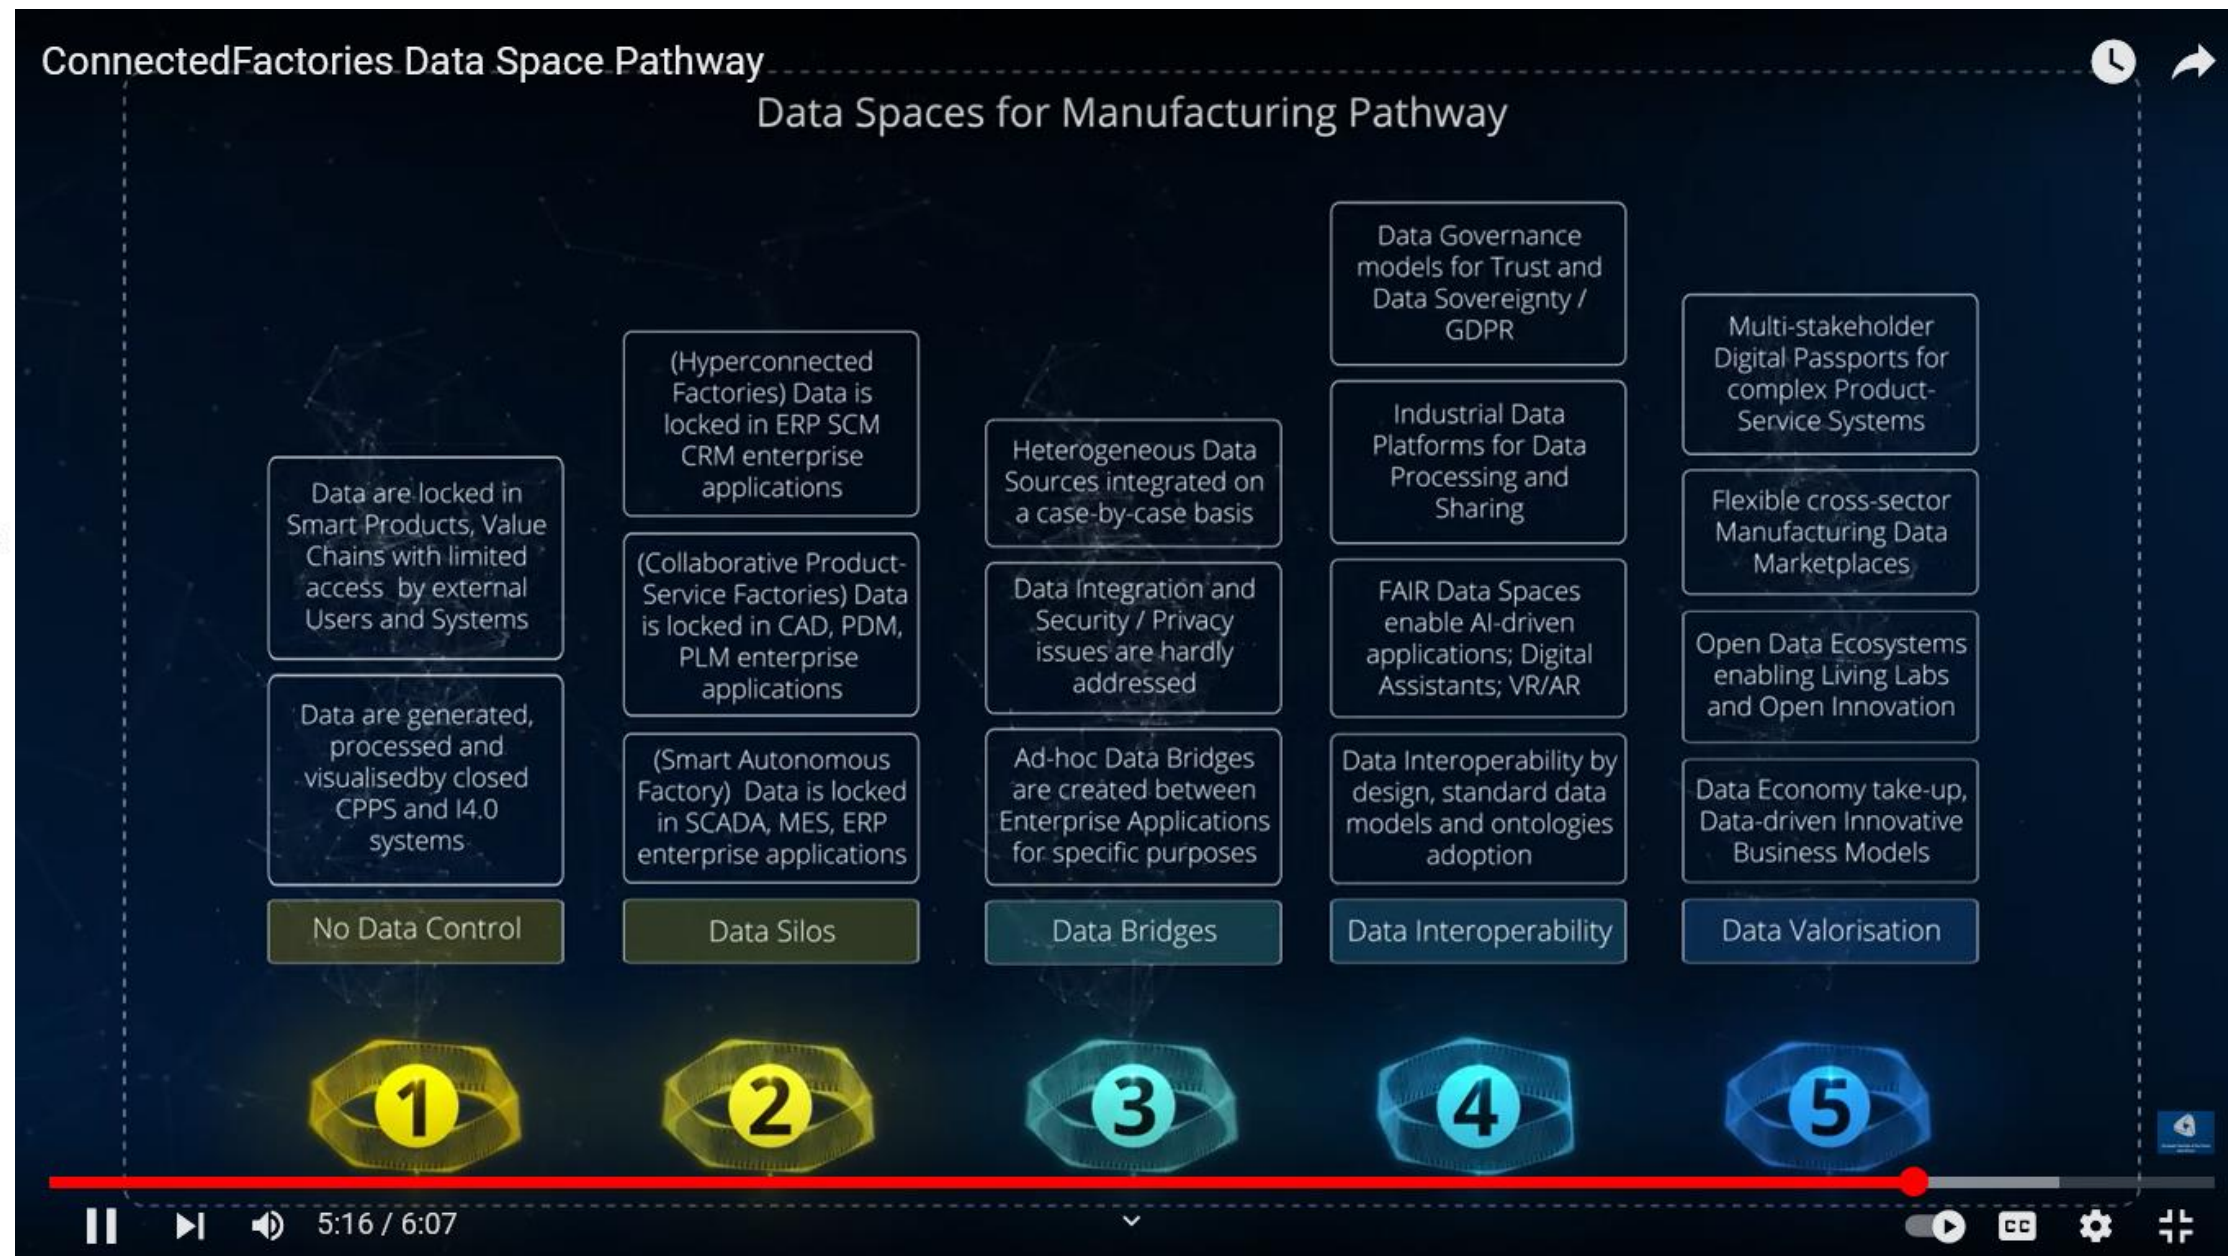 ConnectedFactories Data Space Pathway
Data Spaces for Manufacturing Pathway
Data are locked in
Smart Products, Value
Chains with limited
access by external
Users and Systems
Data are generated,
processed and
visualisedby closed
CPPS and I4.0
systems
No Data Control
1
(Hyperconnected
Factories) Data is
locked in ERP SCM
CRM enterprise
applications
(Collaborative Product-
Service Factories) Data
is locked in CAD, PDM,
PLM enterprise
applications
(Smart Autonomous
Factory) Data is locked
in SCADA, MES, ERP
enterprise applications
Data Silos
2
Heterogeneous Data
Sources integrated on
a case-by-case basis
Data Integration and
Security / Privacy
issues are hardly
addressed
Ad-hoc Data Bridges
are created between
Enterprise Applications
for specific purposes
Data Bridges
3
Data Governance
models for Trust and
Data Sovereignty /
GDPR
Industrial Data
Platforms for Data
Processing and
Sharing
FAIR Data Spaces
enable AI-driven
applications; Digital
Assistants; VR/AR
Data Interoperability by
design, standard data
models and ontologies
adoption
Data Interoperability
4
Multi-stakeholder
Digital Passports for
complex Product-
Service Systems
Flexible cross-sector
Manufacturing Data
Marketplaces
Open Data Ecosystems
enabling Living Labs
and Open Innovation
Data Economy take-up,
Data-driven Innovative
Business Models
Data Valorisation
5
5:16 / 6:07
CC